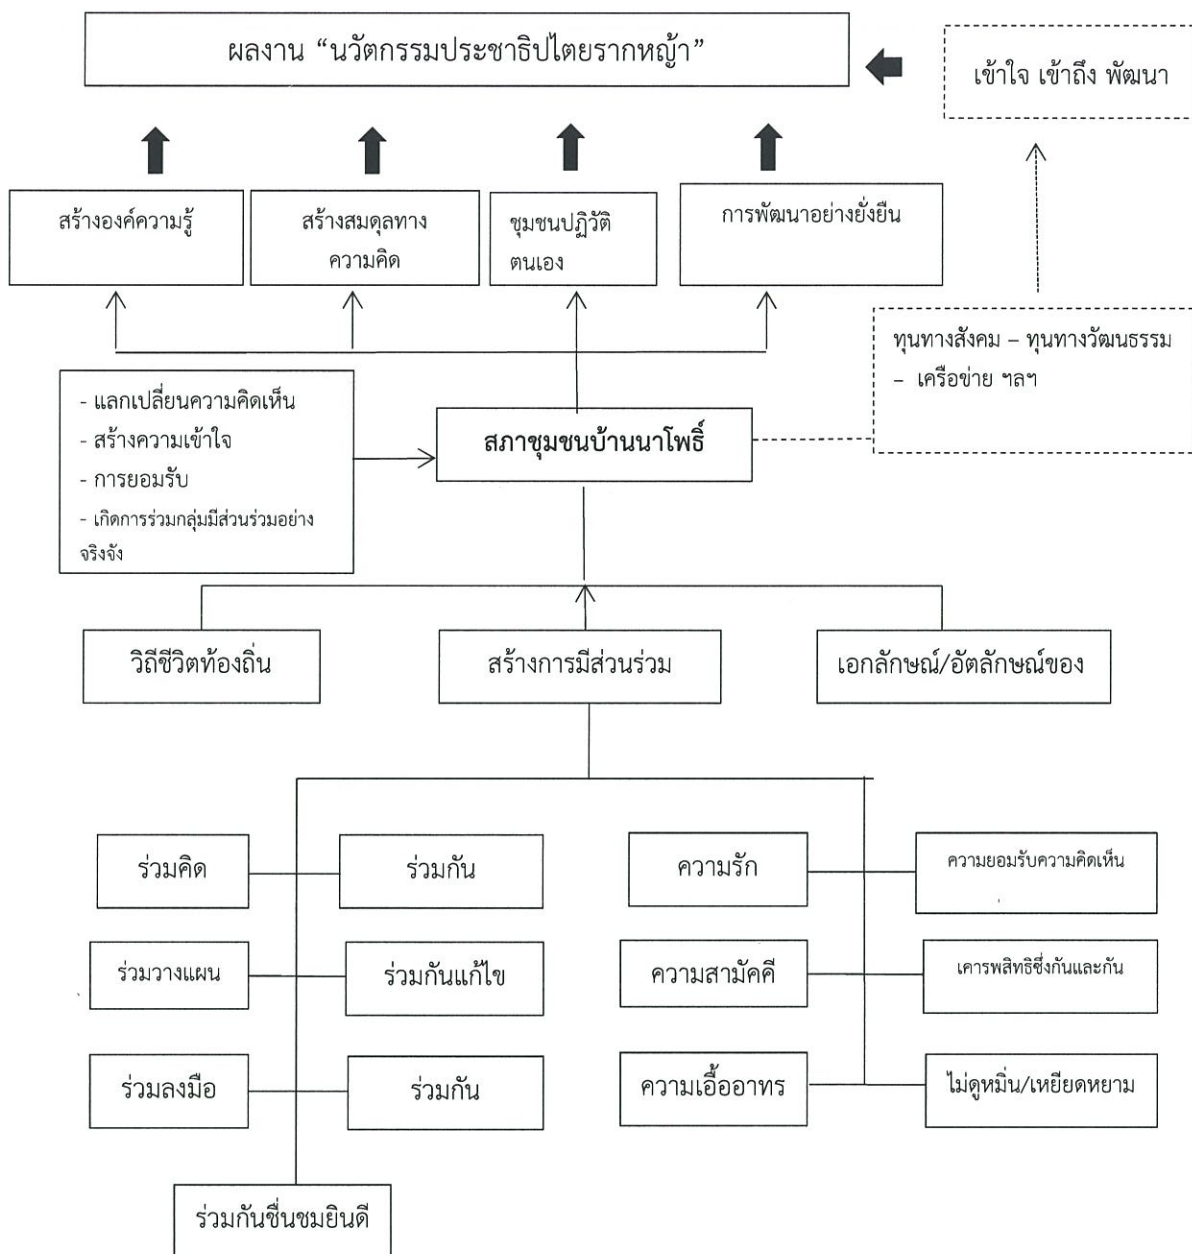 ผลงาน “นวัตกรรมประชาธิปไตยรากหญ้า”
เข้าใจ เข้าถึง พัฒนา
สร้างองค์ความรู้
สร้างสมดุลทาง
ความคิด
ชุมชนปฏิวัติ
ตนเอง
การพัฒนาอย่างยั่งยืน
ทุนทางสังคม – ทุนทางวัฒนธรรม
– เครือข่าย ฯลฯ
- แลกเปลี่ยนความคิดเห็น
- สร้างความเข้าใจ
- การยอมรับ
- เกิดการร่วมกลุ่มมีส่วนร่วมอย่าง
จริงจัง
สภาชุมชนบ้านนาโพธิ์
วิถีชีวิตท้องถิ่น
สร้างการมีส่วนร่วม
เอกลักษณ์/อัตลักษณ์ของ
ร่วมคิด
ร่วมกัน
ความรัก
ความยอมรับความคิดเห็น
ร่วมวางแผน
ร่วมกันแก้ไข
ความสามัคคี
เคารพสิทธิซึ่งกันและกัน
ร่วมลงมือ
ร่วมกัน
ความเอื้ออาทร
ไม่ดูหมิ่น/เหยียดหยาม
ร่วมกันชื่นชมยินดี